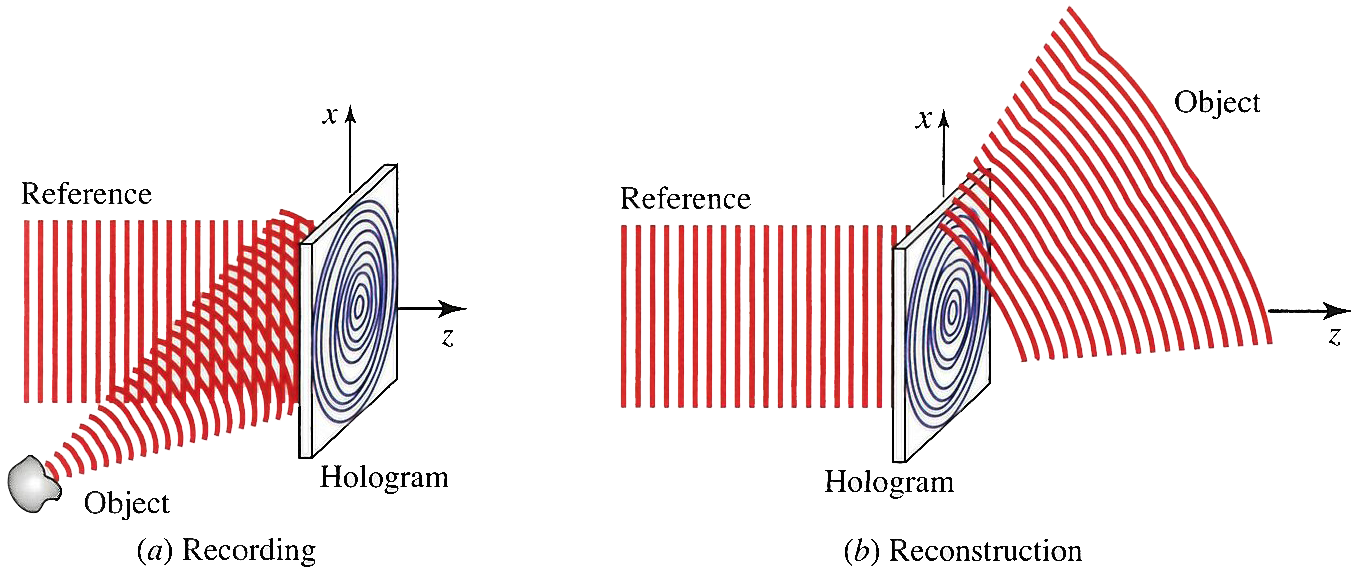 x
Reference
z
Hologram
Object
(a) Recording
Object
x
Reference
z
Hologram
(b) Reconstruction